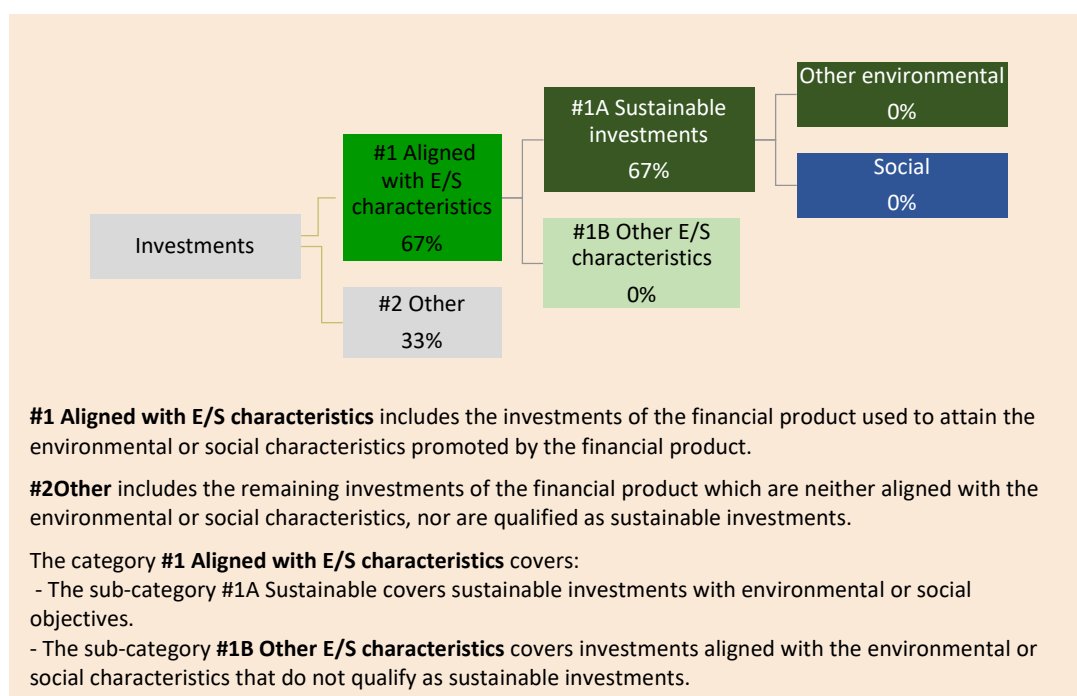 Investments
#1 Aligned
with E/S
characteristics
67%
#2 Other
33%
#1A Sustainable
investments
67%
#1B Other E/S
characteristics
0%
Other environmental
0%
Social
0%
#1 Aligned with E/S characteristics includes the investments of the financial product used to attain the
environmental or social characteristics promoted by the financial product.
#2Other includes the remaining investments of the financial product which are neither aligned with the
environmental or social characteristics, nor are qualified as sustainable investments.
The category #1 Aligned with E/S characteristics covers:
- The sub-category #1A Sustainable covers sustainable investments with environmental or social
objectives.
- The sub-category #1B Other E/S characteristics covers investments aligned with the environmental or
social characteristics that do not qualify as sustainable investments.